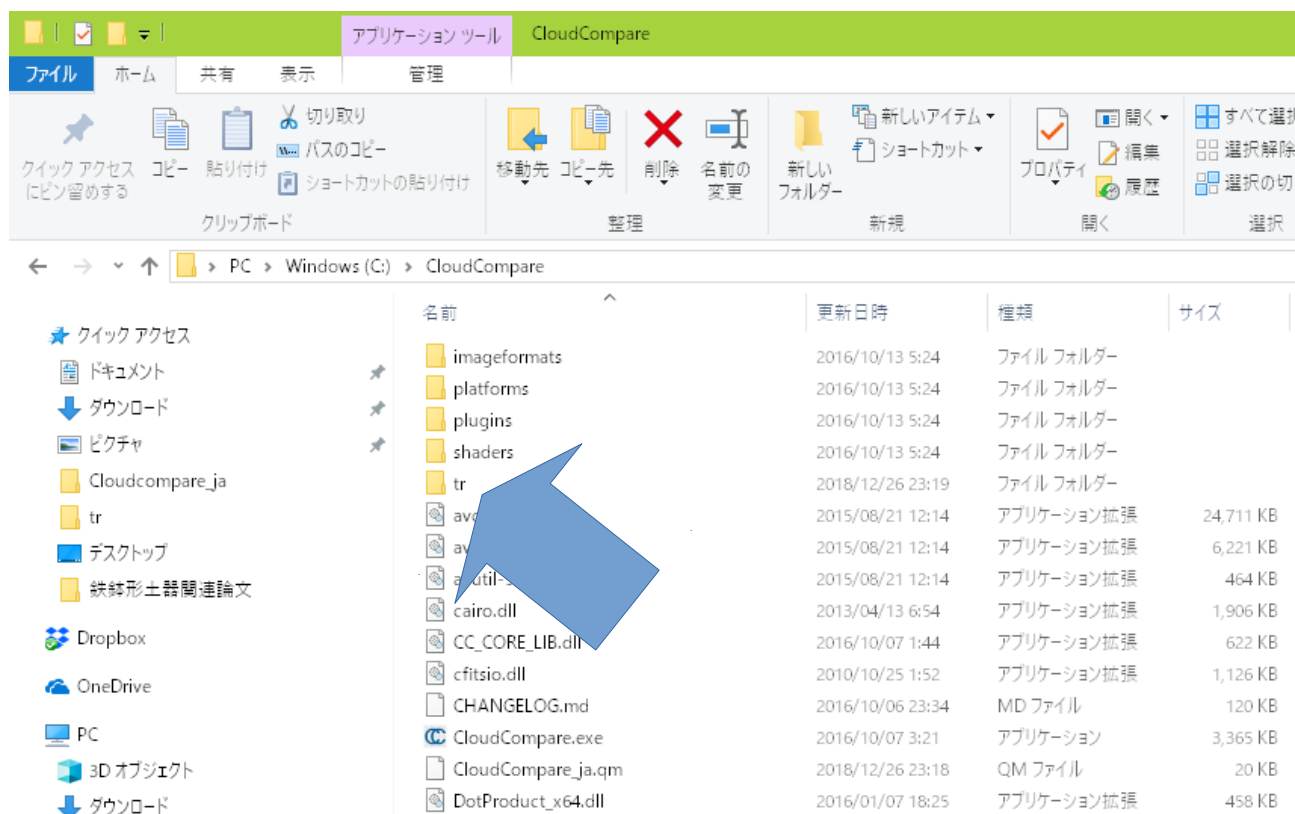 アプリケーション ツール CloudCompare
ファイル ホーム 共有 表示 管理
クイック アクセス
にピン留めする
コピー
貼り付け
切り取り
パスのコピー
ショートカットの貼り付け
クリップボード
移動先 コピー先 削除 名前の
変更
整理
新しい
フォルダー
新しいアイテム
ショートカット
新規
プロパティ
開く
編集
履歴
開く
すべて選択
選択解除
選択の切
選択
PC > Windows (C:) > CloudCompare
クイック アクセス
ドキュメント
ダウンロード
ピクチャ
Cloudcompare_ja
tr
デスクトップ
鉄鉢形土器関連論文
Dropbox
OneDrive
PC
3D オブジェクト
ダウンロード
名前 更新日時 種類 サイズ
imageformats 2016/10/13 5:24 ファイル フォルダー
platforms 2016/10/13 5:24 ファイル フォルダー
plugins 2016/10/13 5:24 ファイル フォルダー
shaders 2016/10/13 5:24 ファイル フォルダー
tr 2018/12/26 23:19 ファイル フォルダー
2015/08/21 12:14 アプリケーション拡張 24,711 KB
2015/08/21 12:14 アプリケーション拡張 6,221 KB
2015/08/21 12:14 アプリケーション拡張 464 KB
cairo.dll 2013/04/13 6:54 アプリケーション拡張 1,906 KB
CC_CORE_LIB.dll 2016/10/07 1:44 アプリケーション拡張 622 KB
cfitsio.dll 2010/10/25 1:52 アプリケーション拡張 1,126 KB
CHANGELOG.md 2016/10/06 23:34 MD ファイル 120 KB
CloudCompare.exe 2016/10/07 3:21 アプリケーション 3,365 KB
CloudCompare_ja.qm 2018/12/26 23:18 QM ファイル 20 KB
DotProduct_x64.dll 2016/01/07 18:25 アプリケーション拡張 458 KB